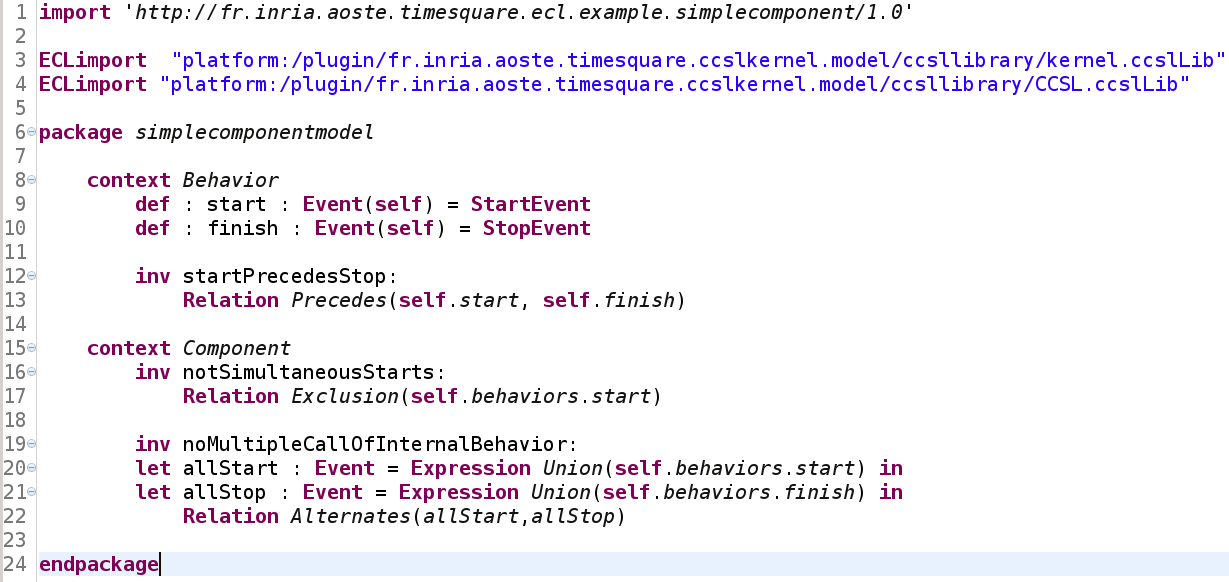 1 import 'http://fr.inria.aoste.timesquare.ecl.example.simplecomponent/1.0'
2
3 ECLimport  "platform:/plugin/fr.inria.aoste.timesquare.ccslkernel.model/ccsllibrary/kernel.ccslLib"
4 ECLimport "platform:/plugin/fr.inria.aoste.timesquare.ccslkernel.model/ccsllibrary/CCSL.ccslLib"
5
6 package simplecomponentmodel
7
8     context Behavior
9         def : start : Event(self) = StartEvent
10         def : finish : Event(self) = StopEvent
11
12         inv startPrecedesStop:
13             Relation Precedes(self.start, self.finish)
14
15     context Component
16         inv notSimultaneousStarts:
17             Relation Exclusion(self.behaviors.start)
18
19         inv noMultipleCallOfInternalBehavior:
20         let allStart : Event = Expression Union(self.behaviors.start) in
21         let allStop : Event = Expression Union(self.behaviors.finish) in
22             Relation Alternates(allStart,allStop)
23
24 endpackage